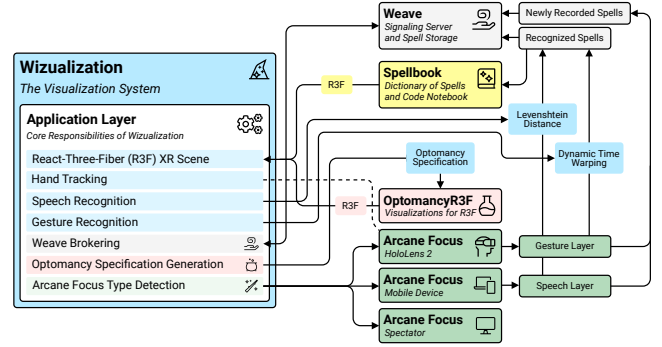 Wizualization
The Visualization System
Application Layer
Core Responsibilities of Wizualization
React-Three-Fiber (R3F) XR Scene
Hand Tracking
Speech Recognition
Gesture Recognition
Weave Brokering
Optomancy Specification Generation
Arcane Focus Type Detection
Weave
Signaling Server
and Spell Storage
Newly Recorded Spells
Recognized Spells
R3F
Spellbook
Dictionary of Spells
and Code Notebook
Levenshtein
Distance
Optomancy
Specification
Dynamic Time
Warping
R3F
OptomancyR3F
Visualizations for R3F
Arcane Focus
HoloLens 2
Gesture Layer
Arcane Focus
Mobile Device
Speech Layer
Arcane Focus
Spectator